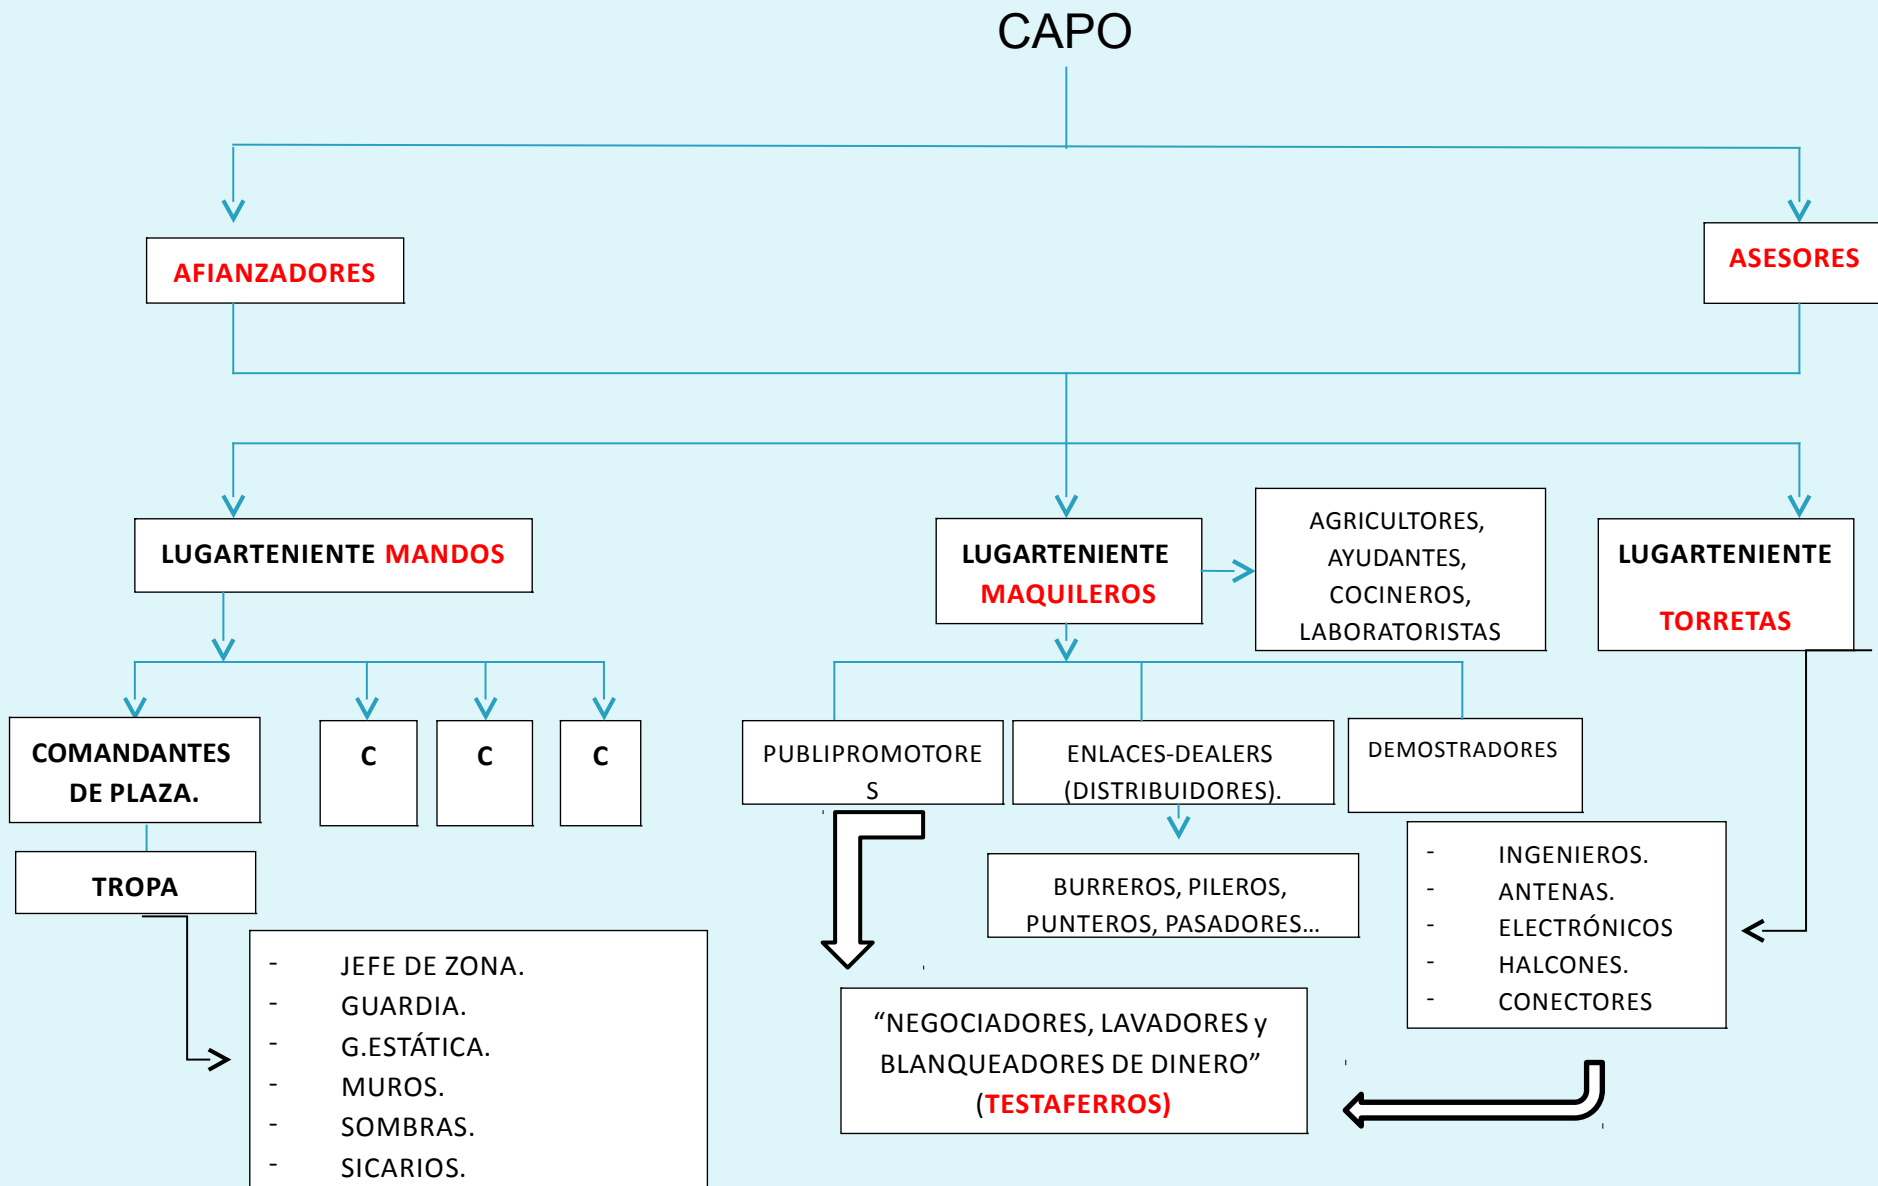 CAPO
AFIANZADORES
ASESORES
LUGARTENIENTE MANDOS
LUGARTENIENTE
MAQUILEROS
AGRICULTORES,
AYUDANTES,
COCINEROS,
LABORATORISTAS
LUGARTENIENTE
TORRETAS
COMANDANTES
DE PLAZA.
C
C
C
PUBLIPROMOTORE
S
ENLACES-DEALERS
(DISTRIBUIDORES).
DEMOSTRADORES
TROPA
BURREROS, PILEROS,
PUNTEROS, PASADORES…
- INGENIEROS.
- ANTENAS.
- ELECTRÓNICOS
- HALCONES.
- CONECTORES
- JEFE DE ZONA.
- GUARDIA.
- G.ESTÁTICA.
- MUROS.
- SOMBRAS.
- SICARIOS.
“NEGOCIADORES, LAVADORES y
BLANQUEADORES DE DINERO”
(TESTAFERROS)